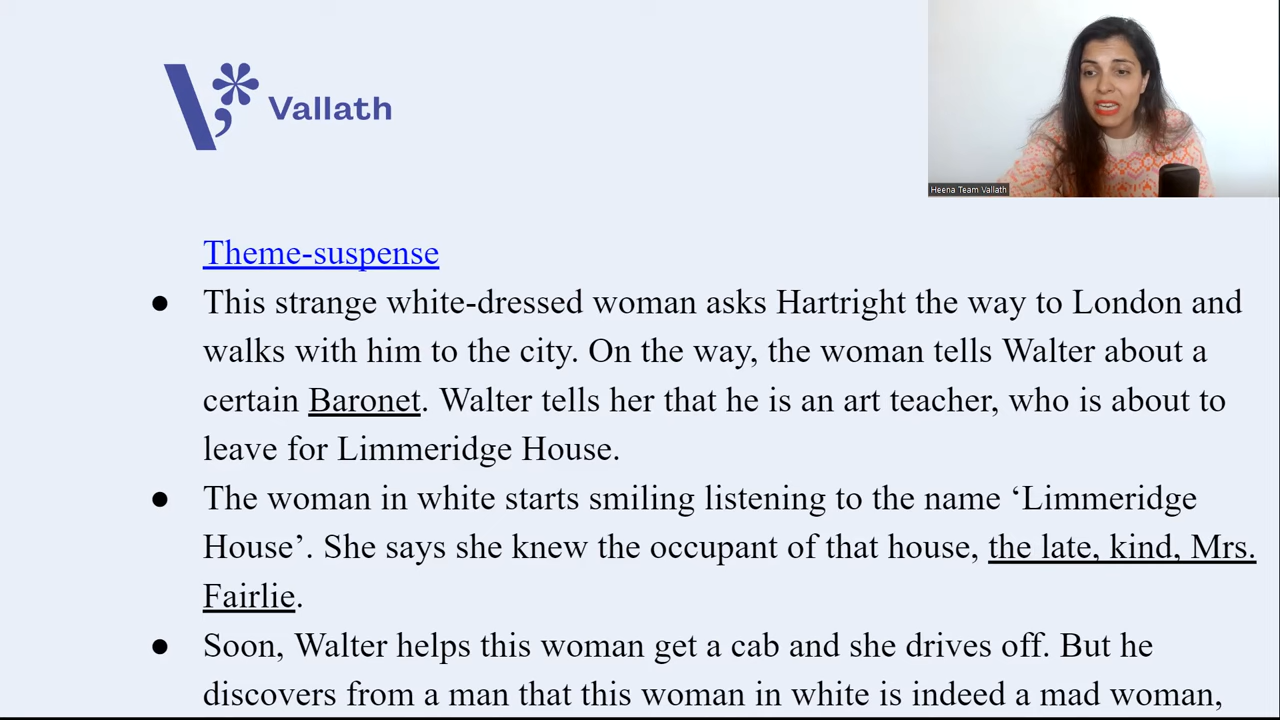 Vallath
Heena Team Vallath
Theme-suspense
● This strange white-dressed woman asks Hartright the way to London and
walks with him to the city. On the way, the woman tells Walter about a
certain Baronet. Walter tells her that he is an art teacher, who is about to
leave for Limmeridge House.
● The woman in white starts smiling listening to the name ‘Limmeridge
House’. She says she knew the occupant of that house, the late, kind, Mrs.
Fairlie.
● Soon, Walter helps this woman get a cab and she drives off. But he
discovers from a man that this woman in white is indeed a mad woman,